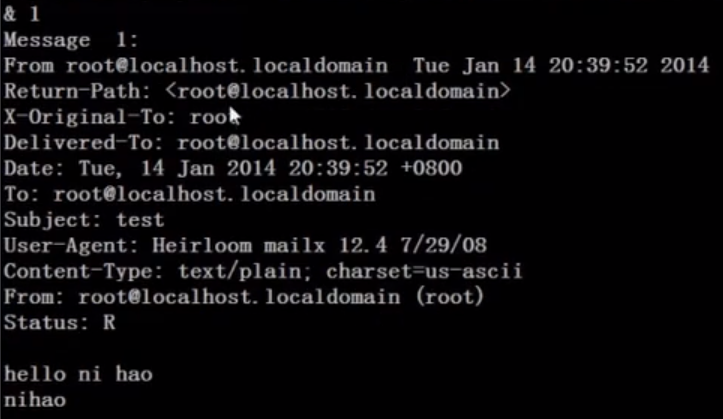 & 1
Message  1:
From root@localhost.localdomain  Tue Jan 14 20:39:52 2014
Return-Path: <root@localhost.localdomain>
X-Original-To: root
Delivered-To: root@localhost.localdomain
Date: Tue, 14 Jan 2014 20:39:52 +0800
To: root@localhost.localdomain
Subject: test
User-Agent: Heirloom mailx 12.4 7/29/08
Content-Type: text/plain; charset=us-ascii
From: root@localhost.localdomain (root)
Status: R

hello ni hao
nihao